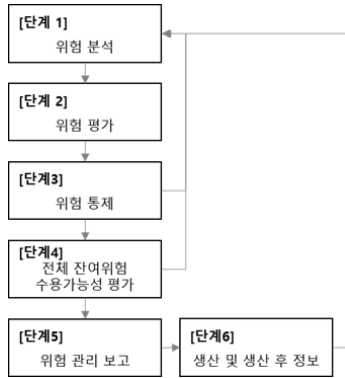 [단계 1]
위험 분석
[단계 2]
위험 평가
[단계3]
위험 통제
[단계4]
전체 잔여위험
수용가능성 평가
[단계5]
위험 관리 보고
[단계6]
생산 및 생산 후 정보